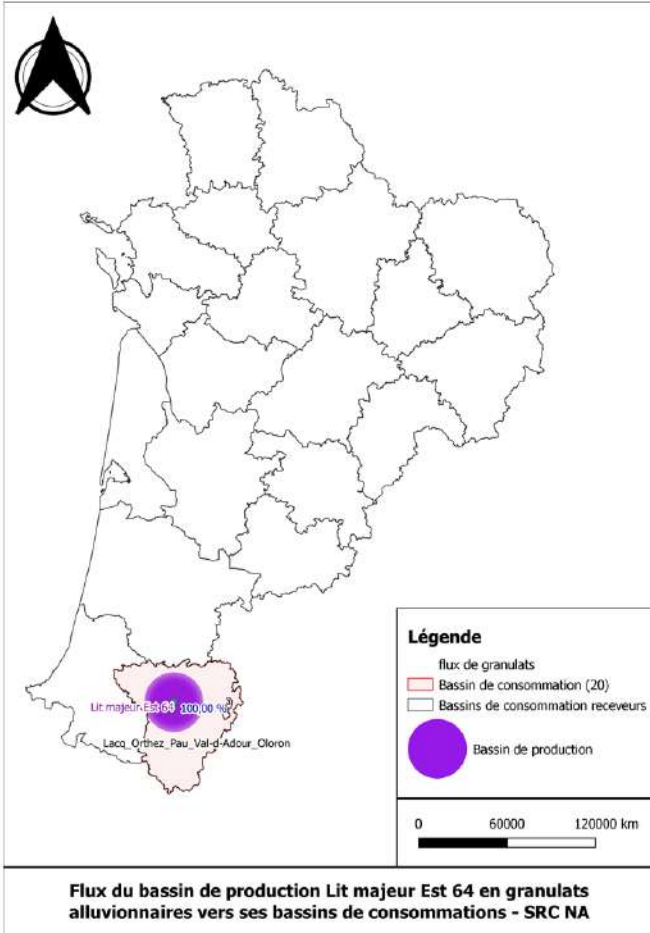 Lit majeur Est 64 100,00 %
Lacq_Orthez_Pau_Val-d-Adour_Oloron
Légende
flux de granulats
Bassin de consommation (20)
Bassins de consommation receveurs
Bassin de production
0 60000 120000 km
Flux du bassin de production Lit majeur Est 64 en granulats
alluvionnaires vers ses bassins de consommations - SRC NA